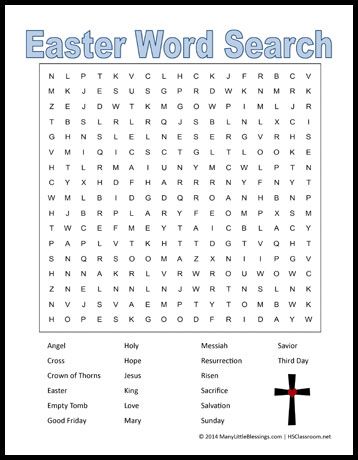 Easter Word Search
N L P T K V C L H C K J F R B C V
M K J E S U S G P R D W K N M R K
Z E J D W T K M G O W P I M L J R
T B S L R L R Q J S B L N L X C I
G H N S L E L N E S E R G V R H S
V M I Q I C S C T G L T L O O K E
H T L R M A I U N Y M C W L P T N
C Y X H D F H A R R R N Y F N Y T
W M L B I D G D Q R O A N H B N P
H J B R P L A R Y F E O M P X S M
T W C E F M E Y T A I C B L A C Y
P A P L V T K H T T D G T V Q H T
S N Q R S O O M A Z X N I I P G V
H N N A K R L V R W R O U W O W C
Z N E L N N L N J W R T N S L N K
N V J S V A E M P T Y T O M B W K
H O P E S K G O O D F R I D A Y W
Angel Holy Messiah Savior
Cross Hope Resurrection Third Day
Crown of Thorns Jesus Risen
Easter King Sacrifice
Empty Tomb Love Salvation
Good Friday Mary Sunday
© 2014 ManyLittleBlessings.com | HSClassroom.net